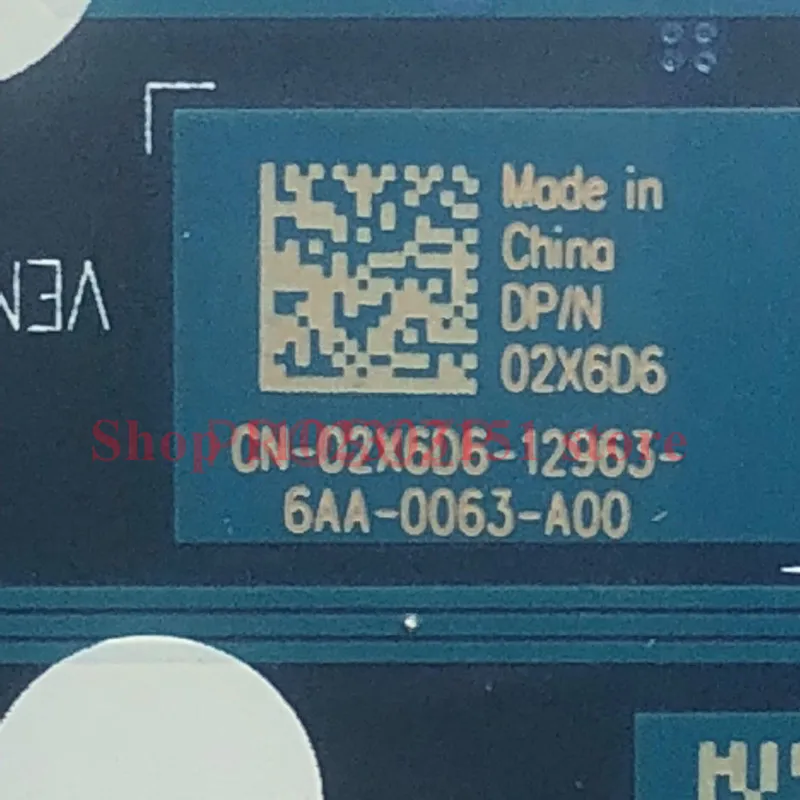 Made in
China
DP/N
02X6D6
CN-02X6D6-12963-
6AA-0063-A00